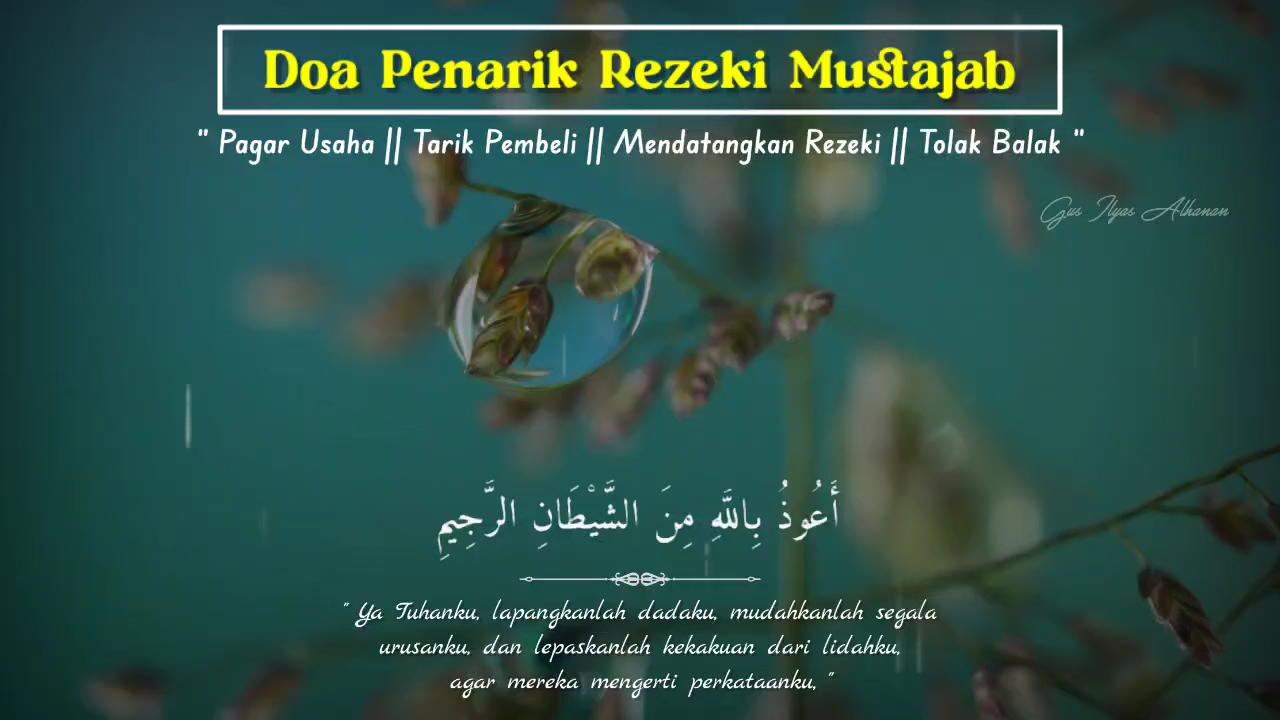 Doa Penarik Rezeki Mustajab
" Pagar Usaha || Tarik Pembeli || Mendatangkan Rezeki || Tolak Balak "
Gus Ilyas Alhanan
أَعُوذُ بِاللَّهِ مِنَ الشَّيْطَانِ الرَّجِيمِ
" Ya Tuhanku, lapangkanlah dadaku, mudahkanlah segala
urusanku, dan lepaskanlah kekakuan dari lidahku,
agar mereka mengerti perkataanku, "